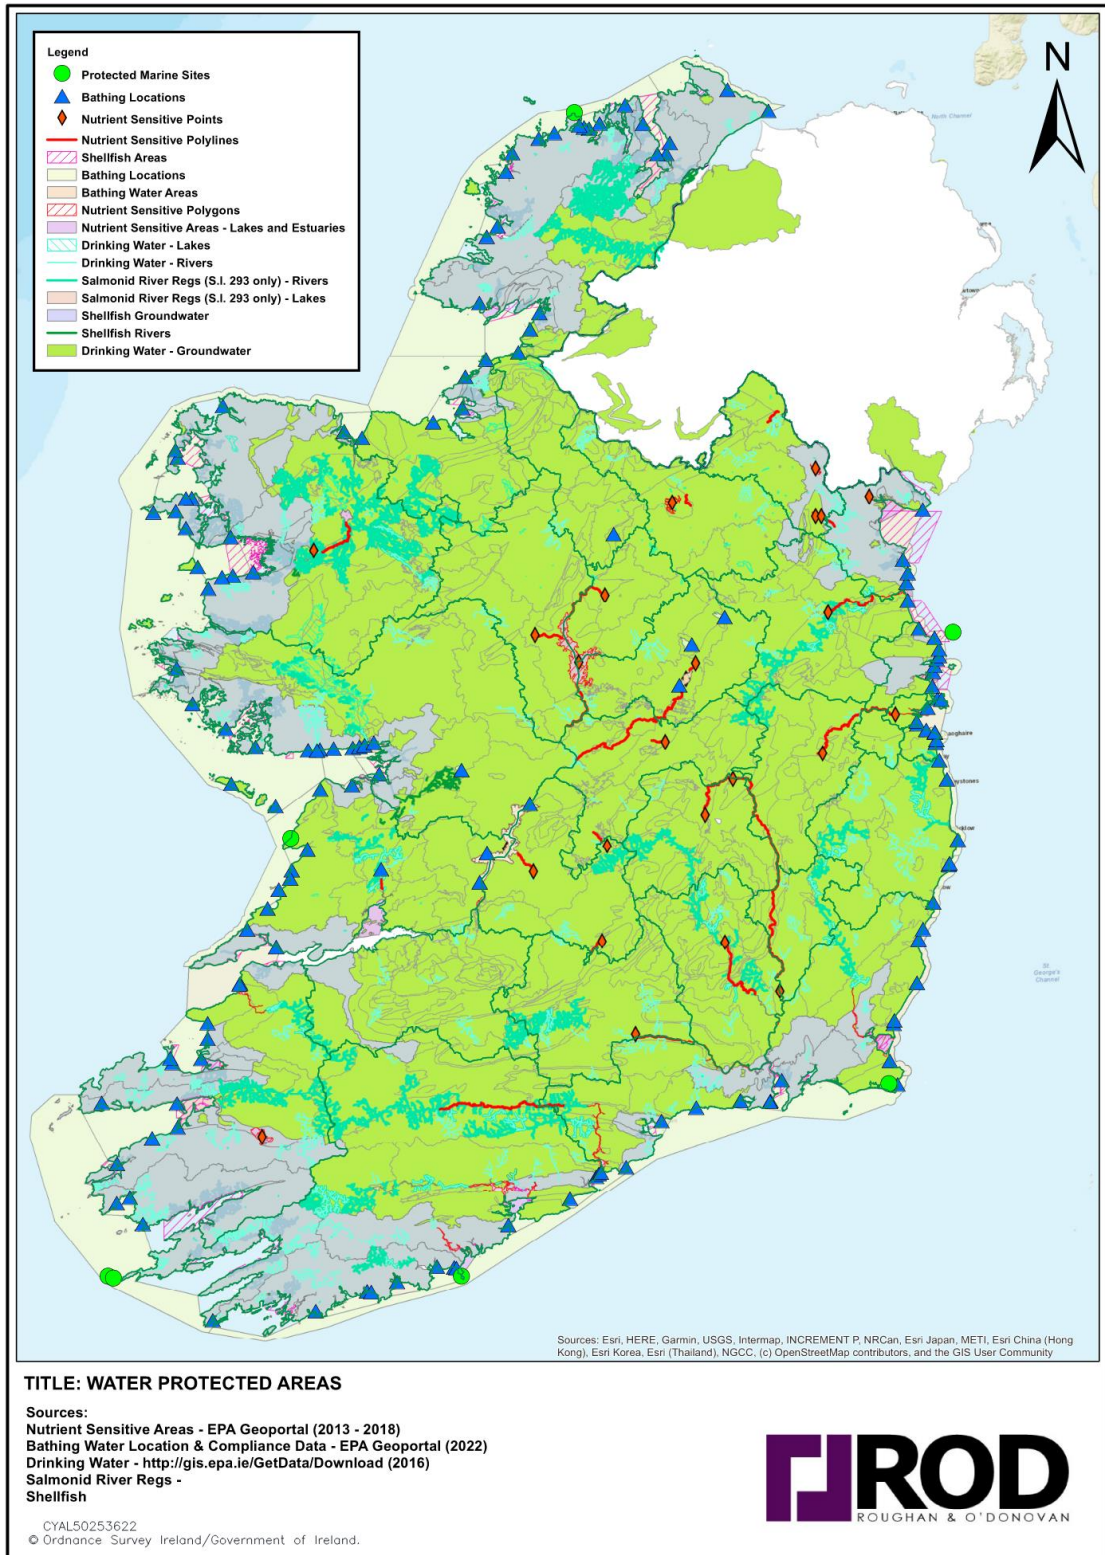 Legend
Protected Marine Sites
Bathing Locations
Nutrient Sensitive Points
Nutrient Sensitive Polylines
Shellfish Areas
Bathing Locations
Bathing Water Areas
Nutrient Sensitive Polygons
Nutrient Sensitive Areas - Lakes and Estuaries
Drinking Water - Lakes
Drinking Water - Rivers
Salmonid River Regs (S.I. 293 only) - Rivers
Salmonid River Regs (S.I. 293 only) - Lakes
Shellfish Groundwater
Shellfish Rivers
Drinking Water - Groundwater
N
North Channel
St
George's
Channel
Sources: Esri, HERE, Garmin, USGS, Intermap, INCREMENT P, NRCan, Esri Japan, METI, Esri China (Hong
Kong), Esri Korea, Esri (Thailand), NGCC, (c) OpenStreetMap contributors, and the GIS User Community
TITLE: WATER PROTECTED AREAS
Sources:
Nutrient Sensitive Areas - EPA Geoportal (2013 - 2018)
Bathing Water Location & Compliance Data - EPA Geoportal (2022)
Drinking Water - http://gis.epa.ie/GetData/Download (2016)
Salmonid River Regs -
Shellfish
CYAL50253622
© Ordnance Survey Ireland/Government of Ireland.
ROD
ROUGHAN & O'DONOVAN